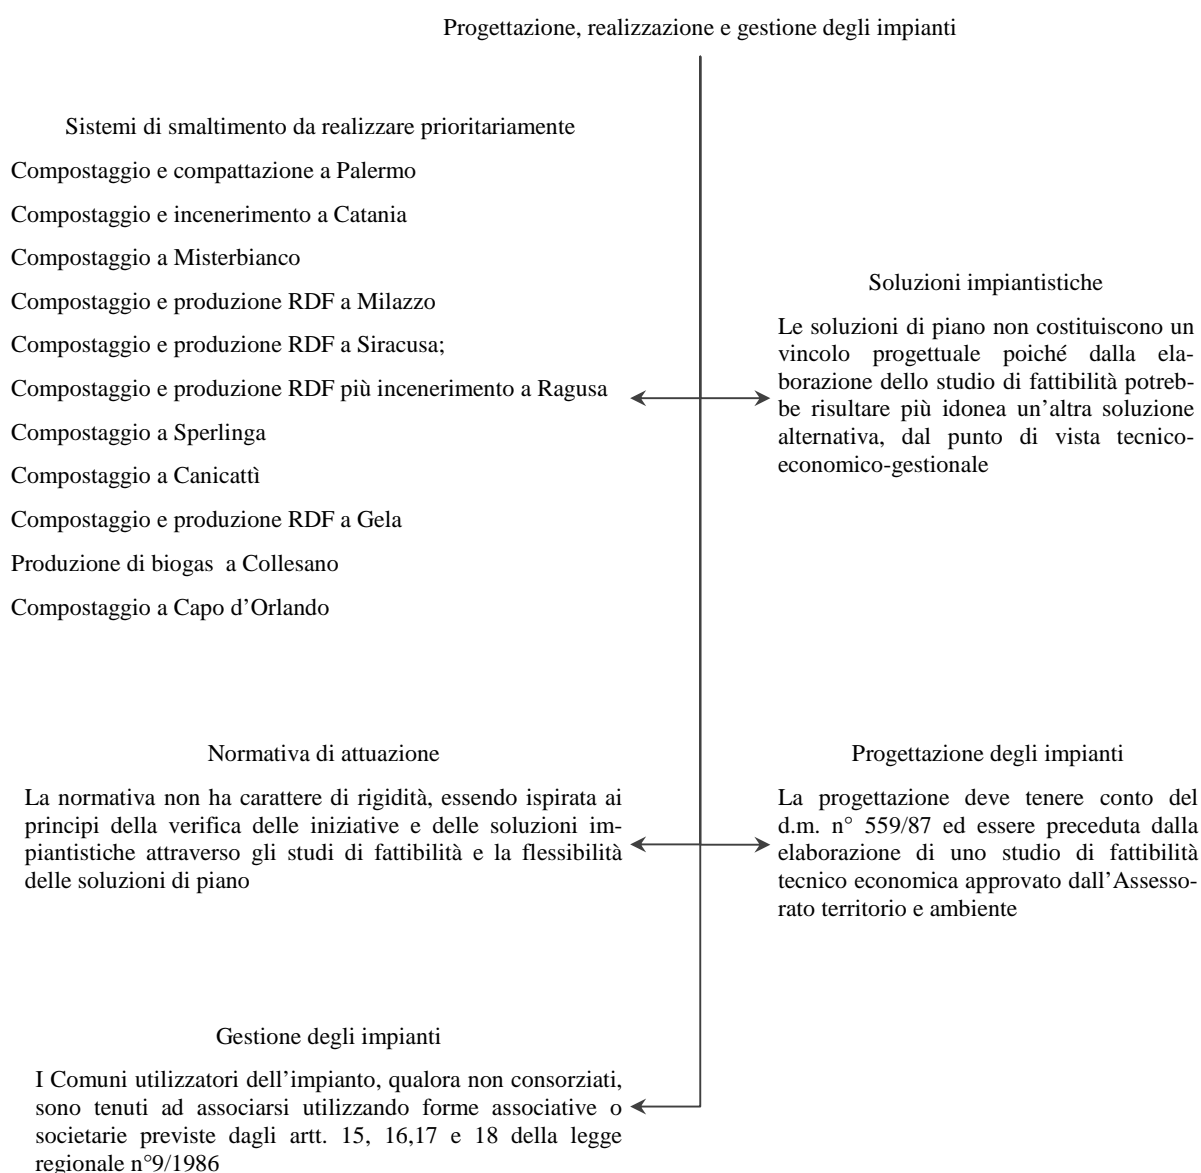 Progettazione, realizzazione e gestione degli impianti
Sistemi di smaltimento da realizzare prioritariamente
Compostaggio e compattazione a Palermo
Compostaggio e incenerimento a Catania
Compostaggio a Misterbianco
Compostaggio e produzione RDF a Milazzo
Compostaggio e produzione RDF a Siracusa;
Compostaggio e produzione RDF più incenerimento a Ragusa
Compostaggio a Sperlinga
Compostaggio a Canicattì
Compostaggio e produzione RDF a Gela
Produzione di biogas  a Collesano
Compostaggio a Capo d’Orlando
Soluzioni impiantistiche
Le soluzioni di piano non costituiscono un
vincolo progettuale poiché dalla ela-
borazione dello studio di fattibilità potreb-
be risultare più idonea un’altra soluzione
alternativa, dal punto di vista tecnico-
economico-gestionale
Normativa di attuazione
La normativa non ha carattere di rigidità, essendo ispirata ai
principi della verifica delle iniziative e delle soluzioni im-
piantistiche attraverso gli studi di fattibilità e la flessibilità
delle soluzioni di piano
Progettazione degli impianti
La progettazione deve tenere conto del
d.m. n° 559/87 ed essere preceduta dalla
elaborazione di uno studio di fattibilità
tecnico economica approvato dall’Assesso-
rato territorio e ambiente
Gestione degli impianti
I Comuni utilizzatori dell’impianto, qualora non consorziati,
sono tenuti ad associarsi utilizzando forme associative o
societarie previste dagli artt. 15, 16,17 e 18 della legge
regionale n°9/1986